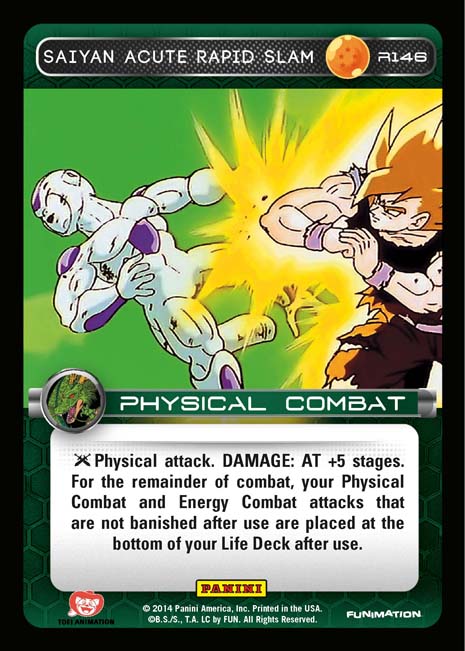 SAIYAN ACUTE RAPID SLAM R146
PHYSICAL COMBAT
Physical attack. DAMAGE: AT +5 stages.
For the remainder of combat, your Physical
Combat and Energy Combat attacks that
are not banished after use are placed at the
bottom of your Life Deck after use.
PANINI
© 2014 Panini America, Inc. Printed in the USA.
©B.S./S., T.A. LC by FUN. All Rights Reserved.
TOEI ANIMATION
FUNIMATION